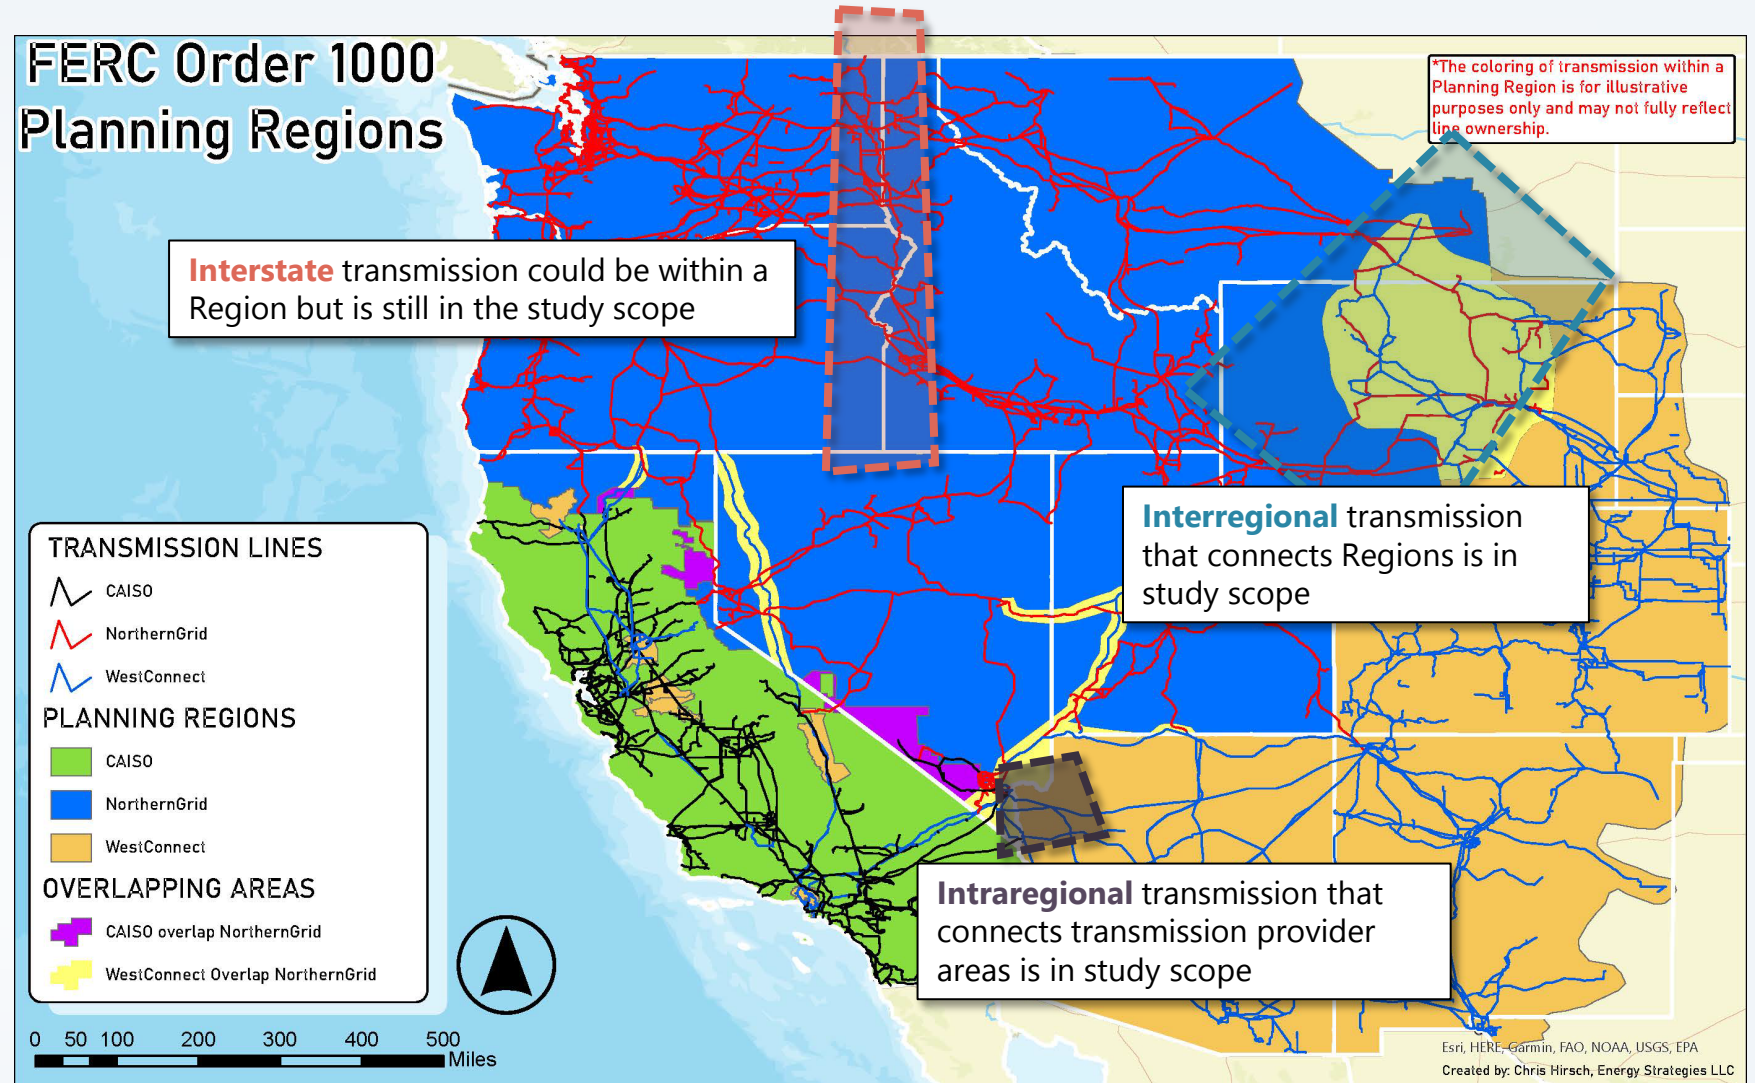 FERC Order 1000
Planning Regions
*The coloring of transmission within a
Planning Region is for illustrative
purposes only and may not fully reflect
line ownership.
Interstate transmission could be within a
Region but is still in the study scope
Interregional transmission
that connects Regions is in
study scope
Intraregional transmission that
connects transmission provider
areas is in study scope
TRANSMISSION LINES
CAISO
NorthernGrid
WestConnect
PLANNING REGIONS
CAISO
NorthernGrid
WestConnect
OVERLAPPING AREAS
CAISO overlap NorthernGrid
WestConnect Overlap NorthernGrid
0 50 100 200 300 400 500
Miles
Esri, HERE, Garmin, FAO, NOAA, USGS, EPA
Created by: Chris Hirsch, Energy Strategies LLC